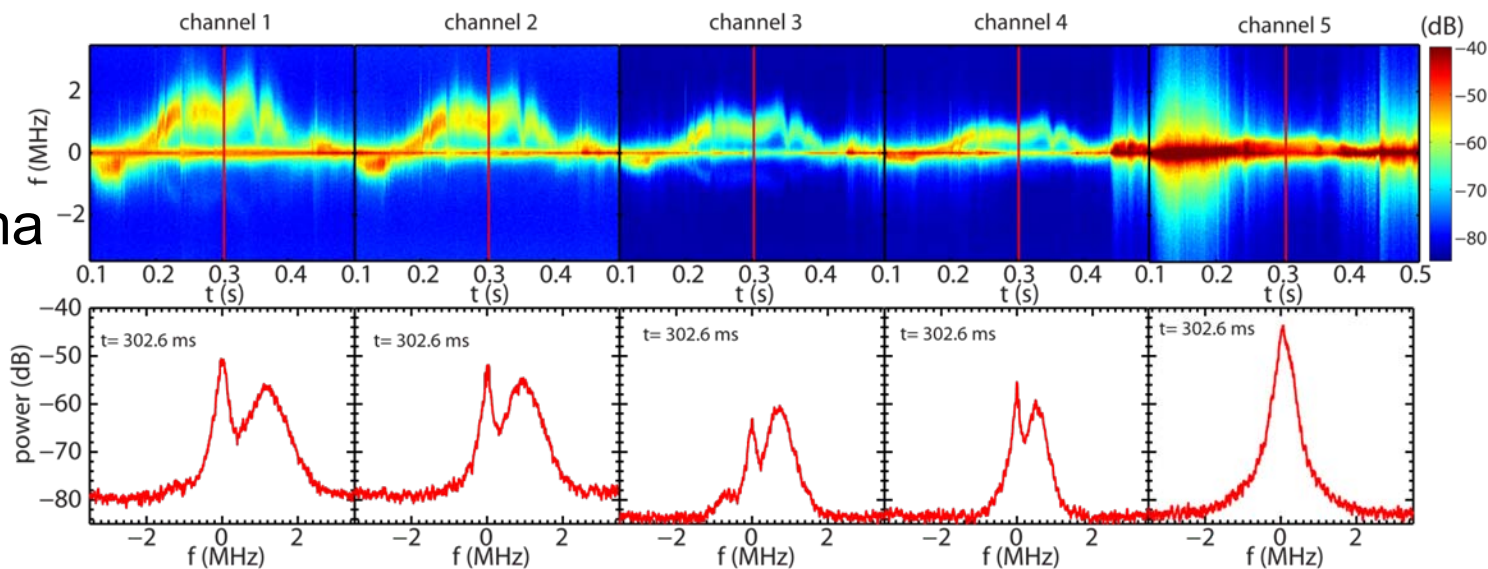 channel 1 channel 2 channel 3 channel 4 channel 5 (dB)
f (MHz)
2
0
−2
−40
−50
−60
−70
−80
na
0.1 0.2 0.3 0.4 0.1 0.2 0.3 0.4 0.1 0.2 0.3 0.4 0.1 0.2 0.3 0.4 0.1 0.2 0.3 0.4 0.5
t (s) t (s) t (s) t (s) t (s)
power (dB)
−40
−50
−60
−70
−80
t= 302.6 ms t= 302.6 ms t= 302.6 ms t= 302.6 ms t= 302.6 ms
−2 0 2 −2 0 2 −2 0 2 −2 0 2 −2 0 2
f (MHz) f (MHz) f (MHz) f (MHz) f (MHz)